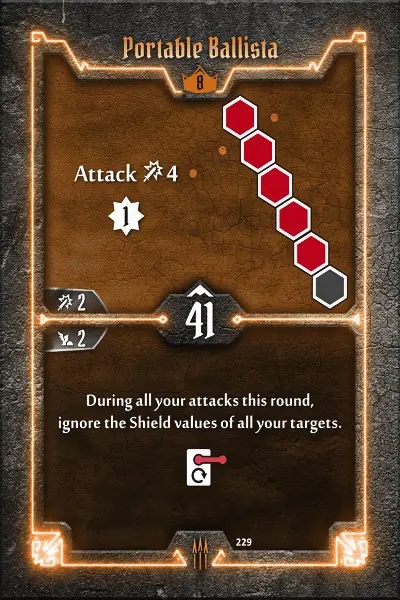 Portable Ballista
8
Attack 4
1
2
41
2
During all your attacks this round,
ignore the Shield values of all your targets.
229